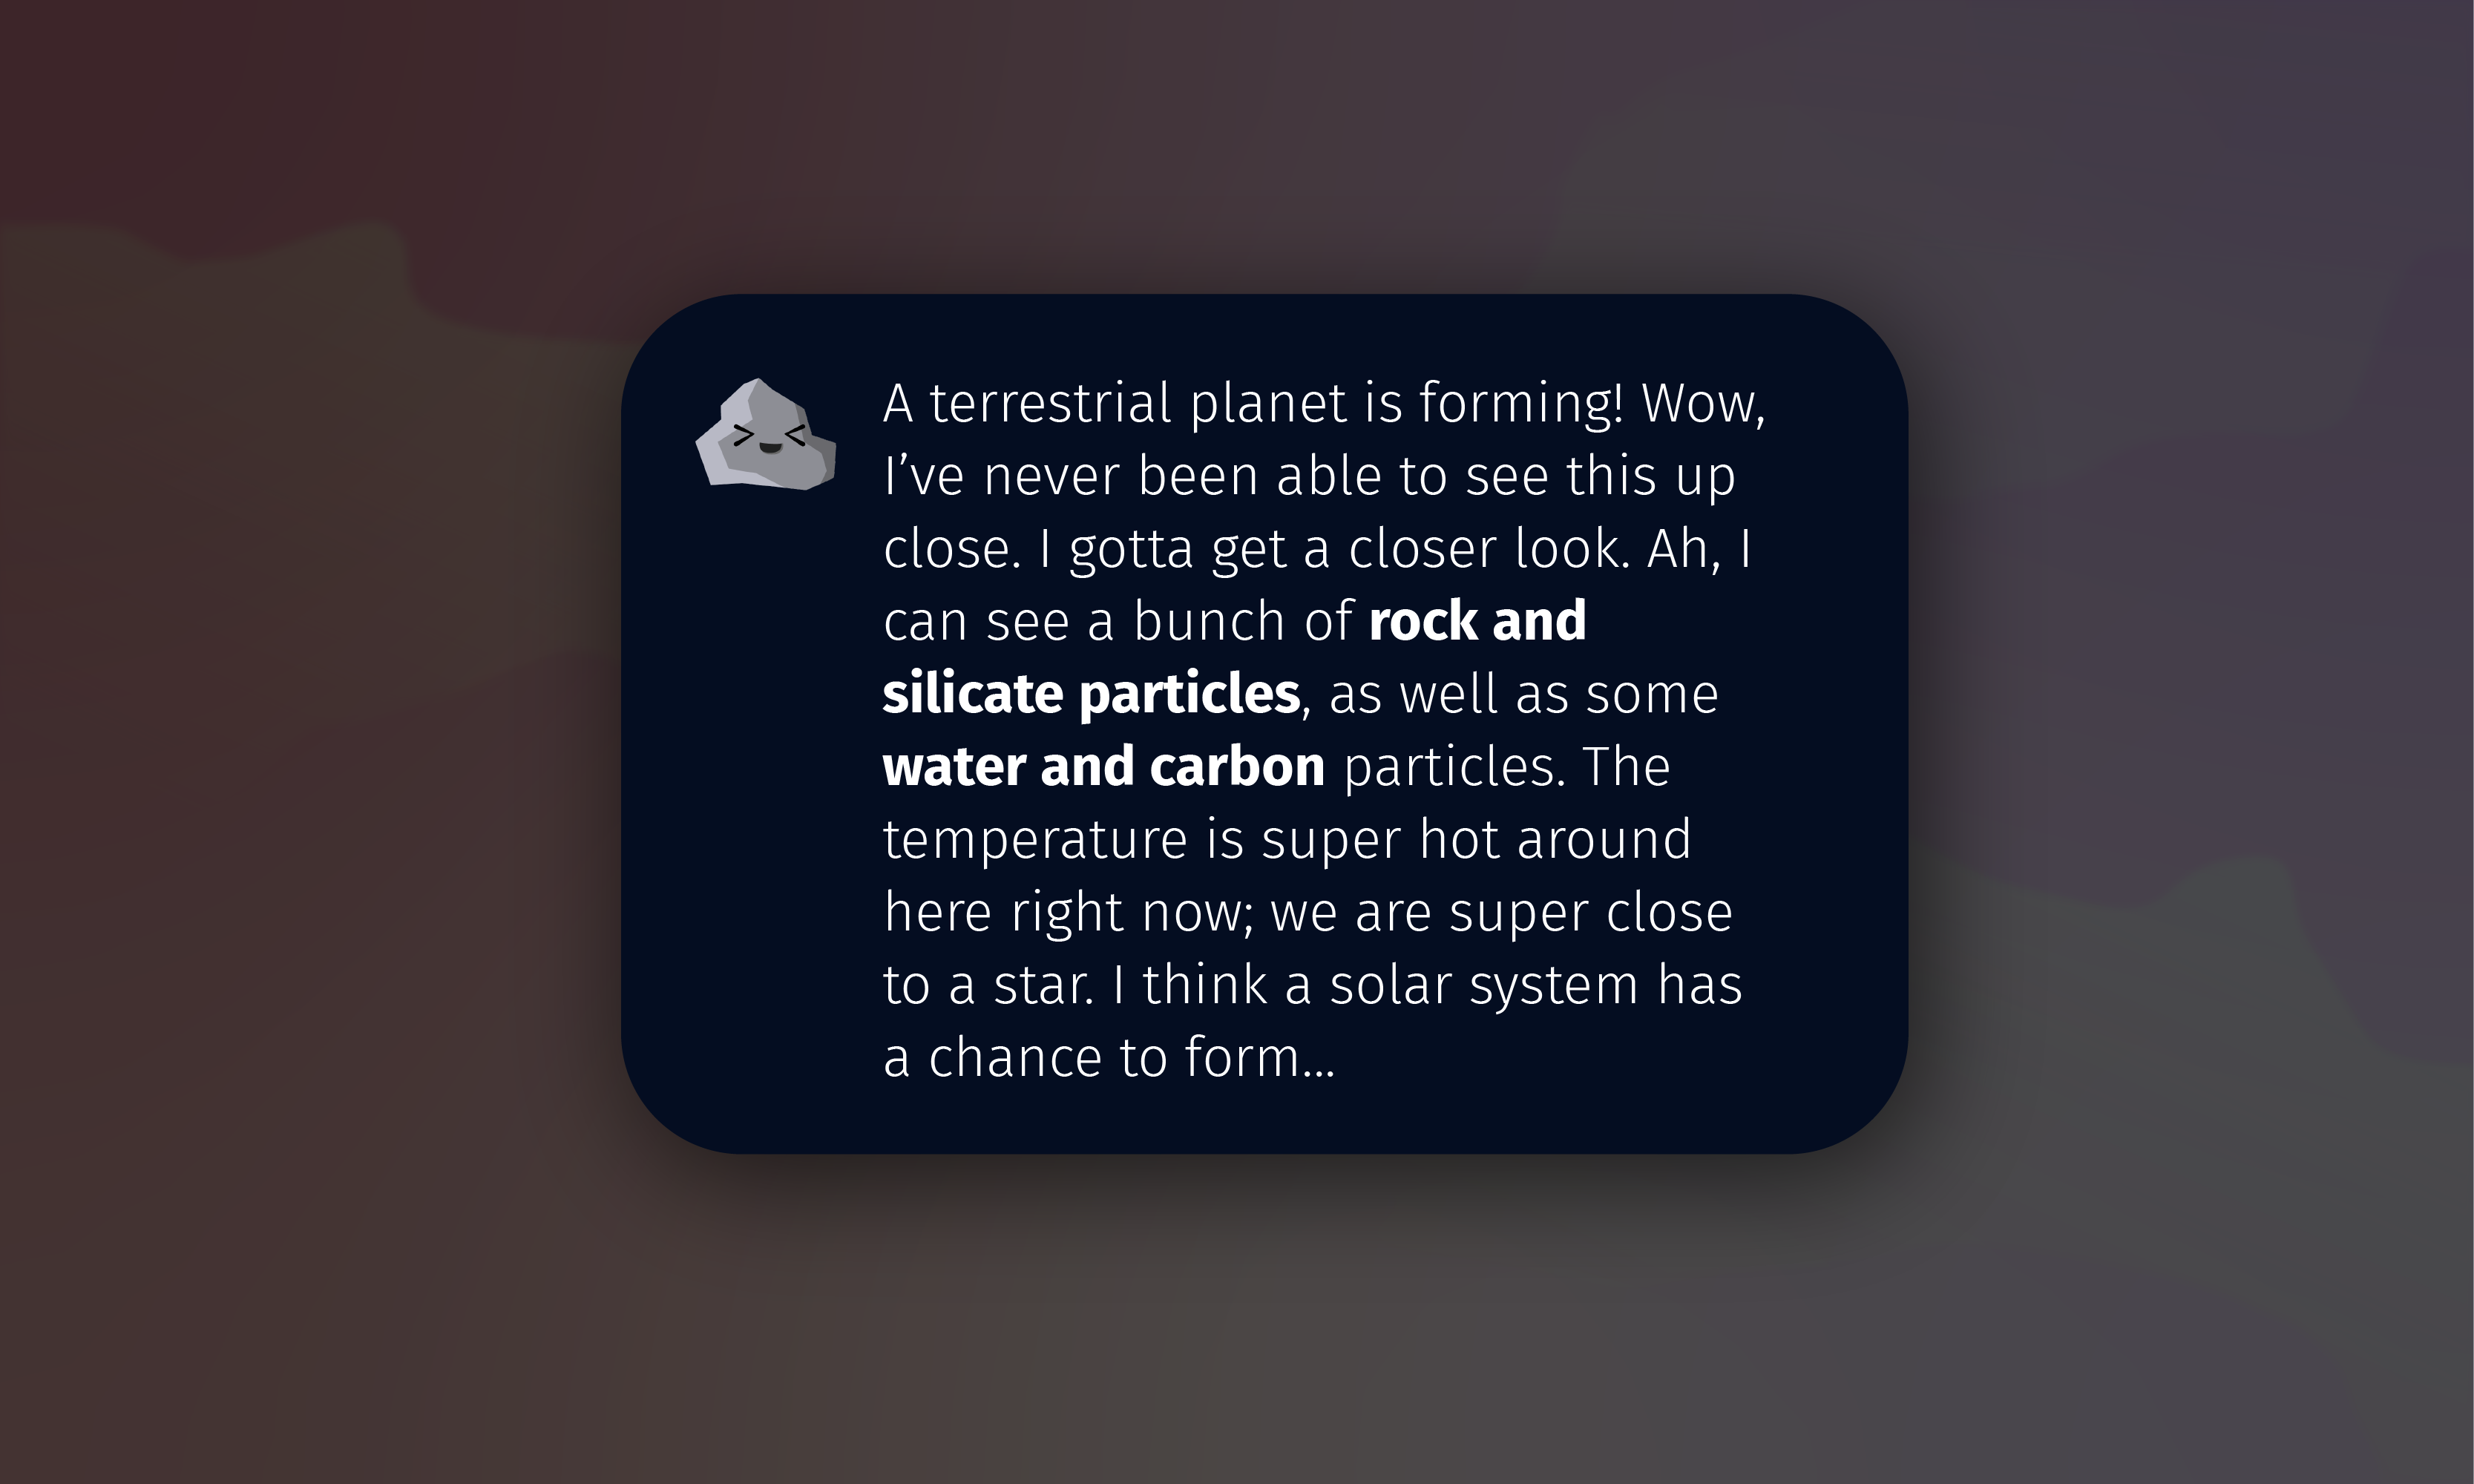 A terrestrial planet is forming! Wow,
I’ve never been able to see this up
close. I gotta get a closer look. Ah, I
can see a bunch of rock and
silicate particles, as well as some
water and carbon particles. The
temperature is super hot around
here right now; we are super close
to a star. I think a solar system has
a chance to form...